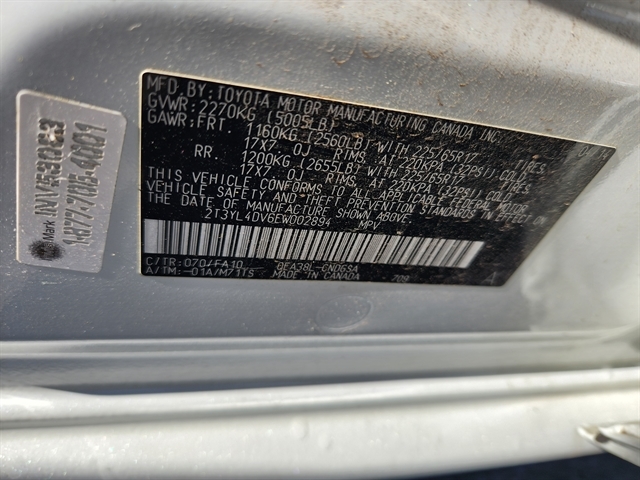 MFD. BY: TOYOTA MOTOR MANUFACTURING CANADA INC.
GVWR: 2270KG (5005LB)
GAWR: FRT. 1160KG (2560LB) WITH 225/65R17 TIRES,
17X7.0J RIMS, AT 220KPA (32PSI)
RR. 1200KG (2655LB) WITH 225/65R17 TIRES,
17X7.0J RIMS, AT 220KPA (32PSI)
THIS VEHICLE CONFORMS TO ALL APPLICABLE FEDERAL MOTOR
VEHICLE SAFETY AND THEFT PREVENTION STANDARDS IN
EFFECT ON THE DATE OF MANUFACTURE SHOWN ABOVE.
2T3YL4DV6EW002894 MPV
C/TR: 070/FA10
A/TM: -01A/M71TS
MADE IN CANADA
Mark